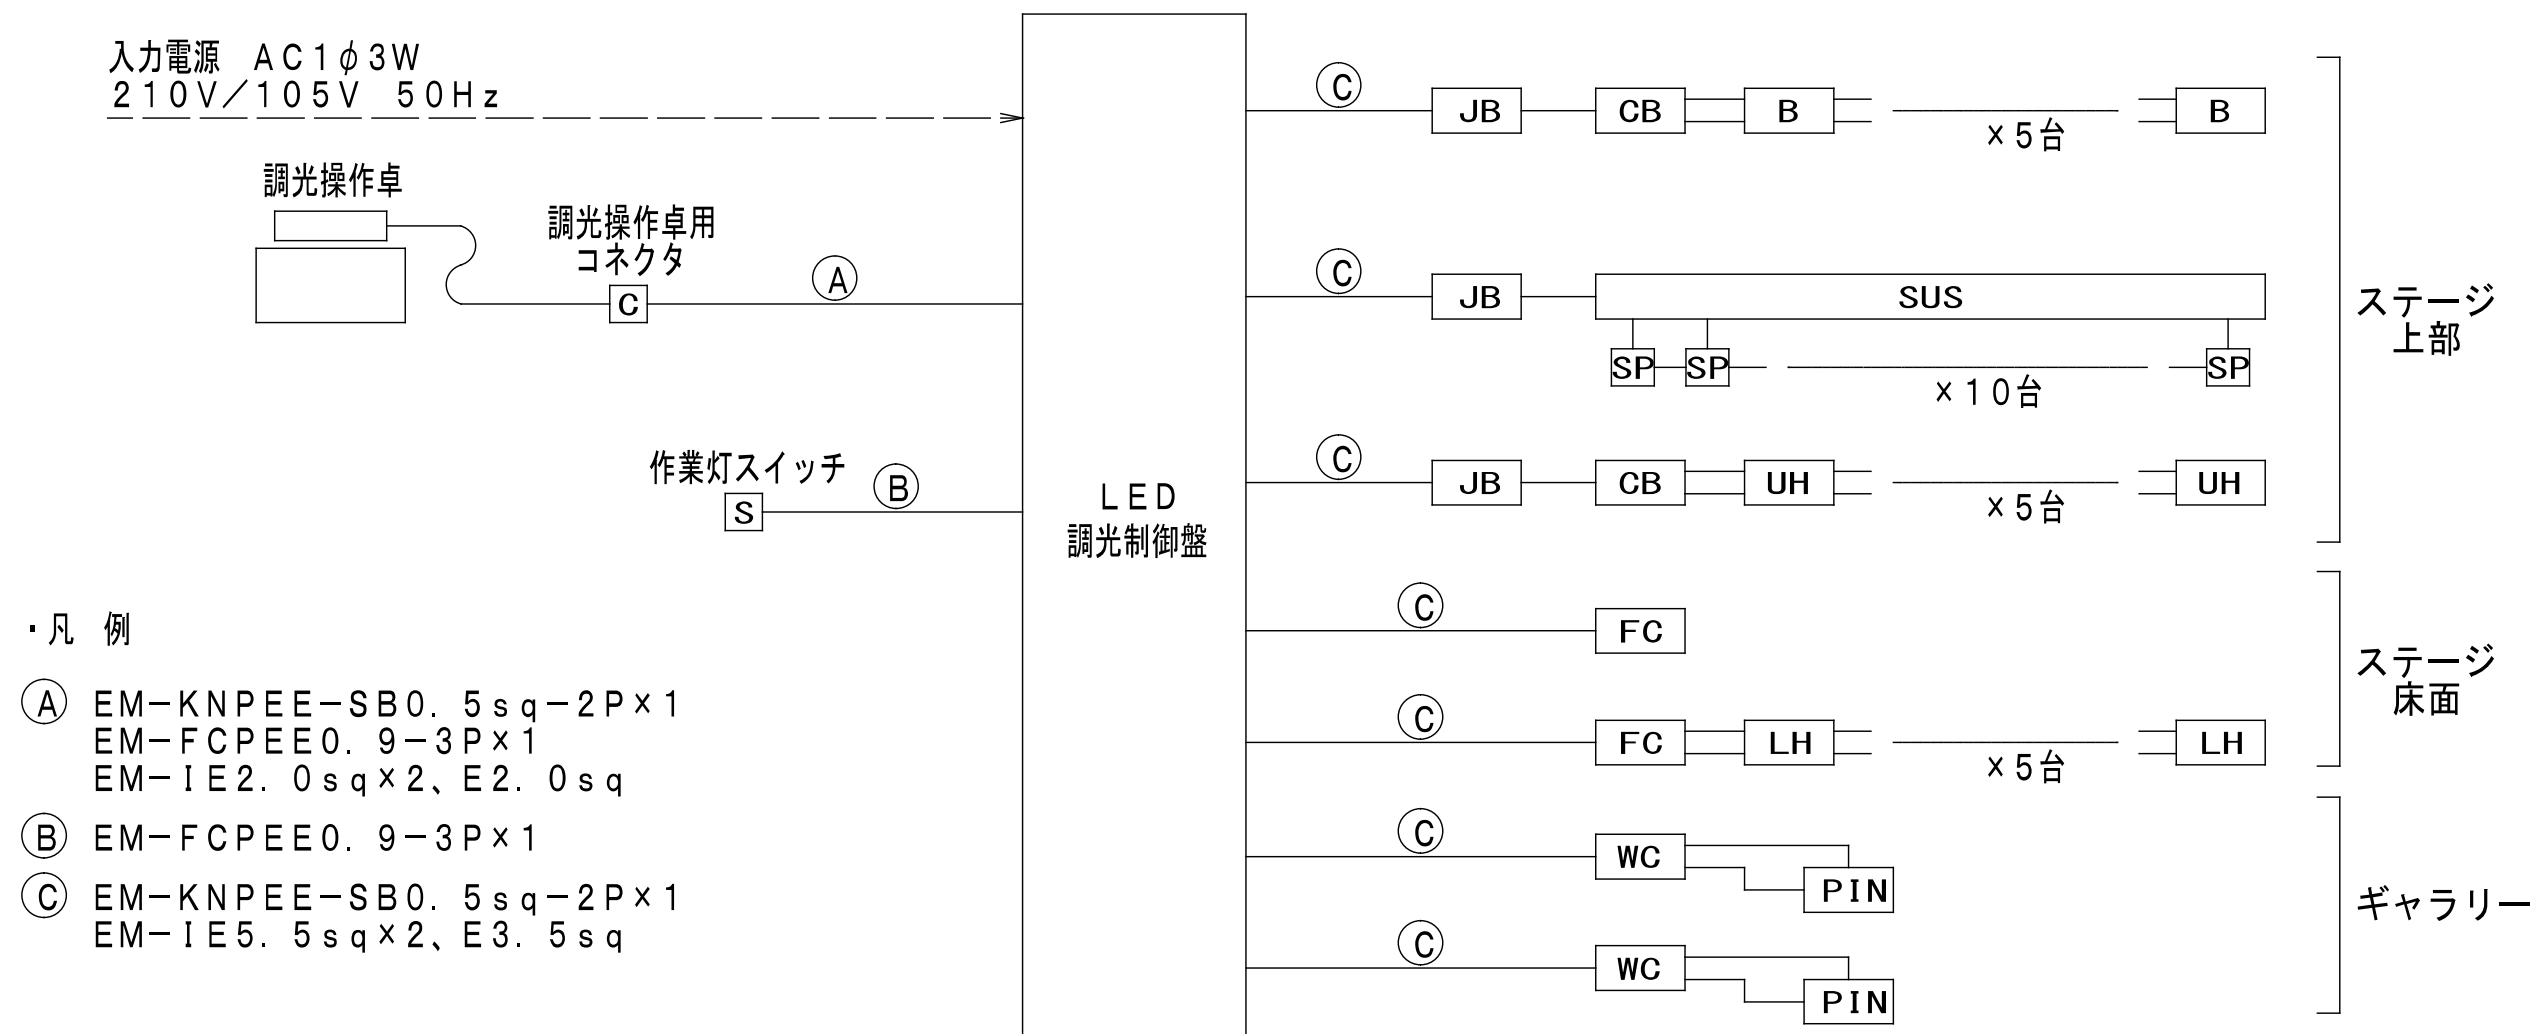 入力電源　AC1φ3W
210V／105V　50Hz
調光操作卓
調光操作卓用
コネクタ
C
A
作業灯スイッチ
S
B
LED
調光制御盤
C
JB
CB
B
×5台
B
C
JB
SUS
SP
SP
×10台
SP
C
JB
CB
UH
×5台
UH
ステージ
上部
C
FC
C
FC
LH
×5台
LH
ステージ
床面
C
WC
PIN
C
WC
PIN
ギャラリー
・凡　例
A　EM−KNPEE−SB0．5sq−2P×1
EM−FCPEE0．9−3P×1
EM−IE2．0sq×2、E2．0sq
B　EM−FCPEE0．9−3P×1
C　EM−KNPEE−SB0．5sq−2P×1
EM−IE5．5sq×2、E3．5sq